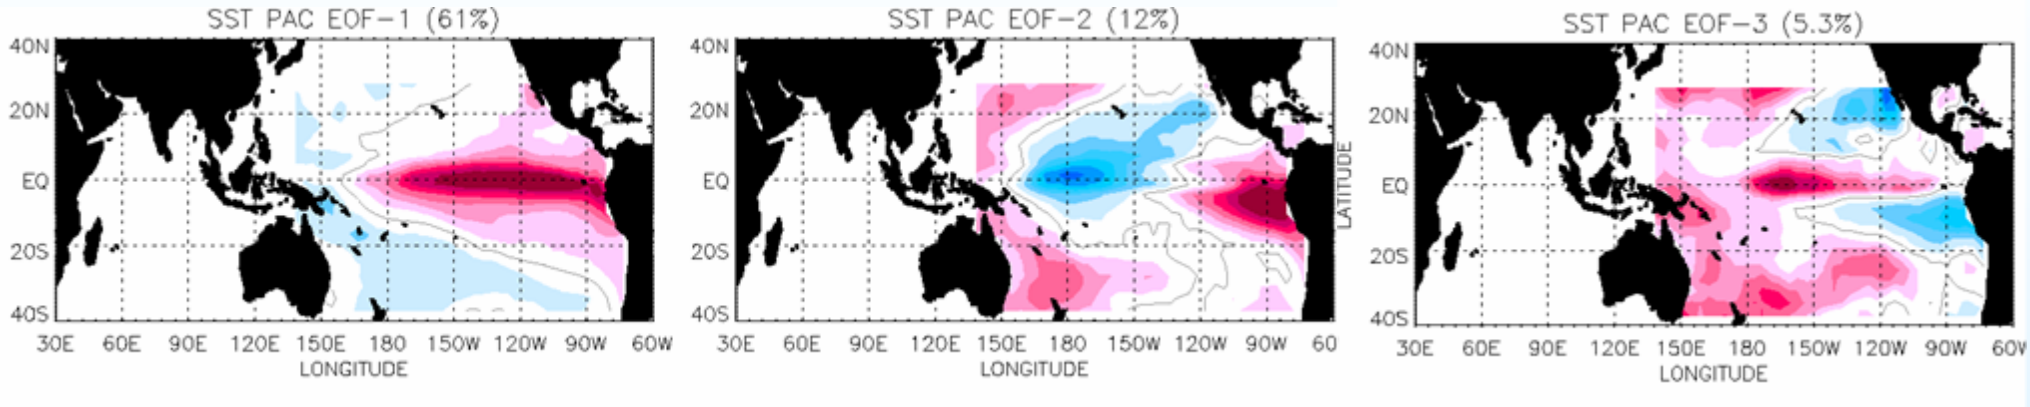 SST PAC EOF-1 (61%)
40N
20N
EQ
20S
40S
30E 60E 90E 120E 150E 180 150W 120W 90W 60W
LONGITUDE
SST PAC EOF-2 (12%)
40N
20N
EQ
20S
40S
30E 60E 90E 120E 150E 180 150W 120W 90W 60
LONGITUDE
SST PAC EOF-3 (5.3%)
LATITUDE
40N
20N
EQ
20S
40S
30E 60E 90E 120E 150E 180 150W 120W 90W 60W
LONGITUDE